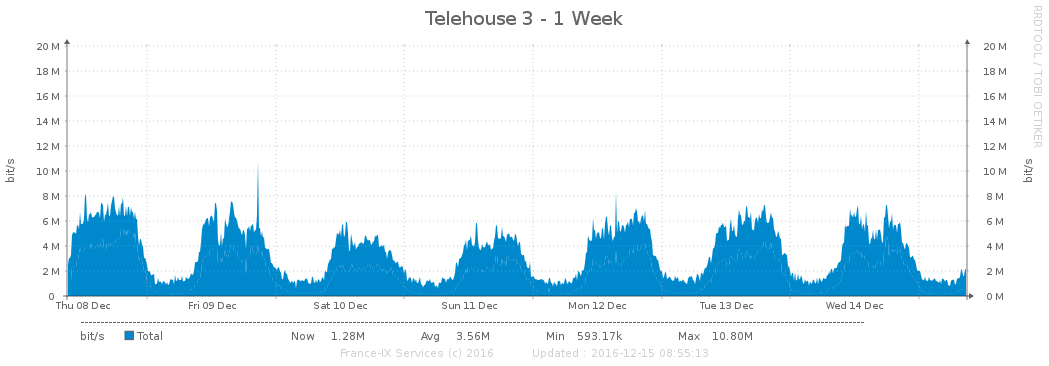 Telehouse 3 - 1 Week
RRDTOOL / TOBI OETIKER
bit/s
bit/s
20 M 20 M
18 M 18 M
16 M 16 M
14 M 14 M
12 M 12 M
10 M 10 M
8 M 8 M
6 M 6 M
4 M 4 M
2 M 2 M
0 0 M
Thu 08 Dec Fri 09 Dec Sat 10 Dec Sun 11 Dec Mon 12 Dec Tue 13 Dec Wed 14 Dec
bit/s Total Now 1.28M Avg 3.56M Min 593.17k Max 10.80M
France-IX Services (c) 2016 Updated : 2016-12-15 08:55:13